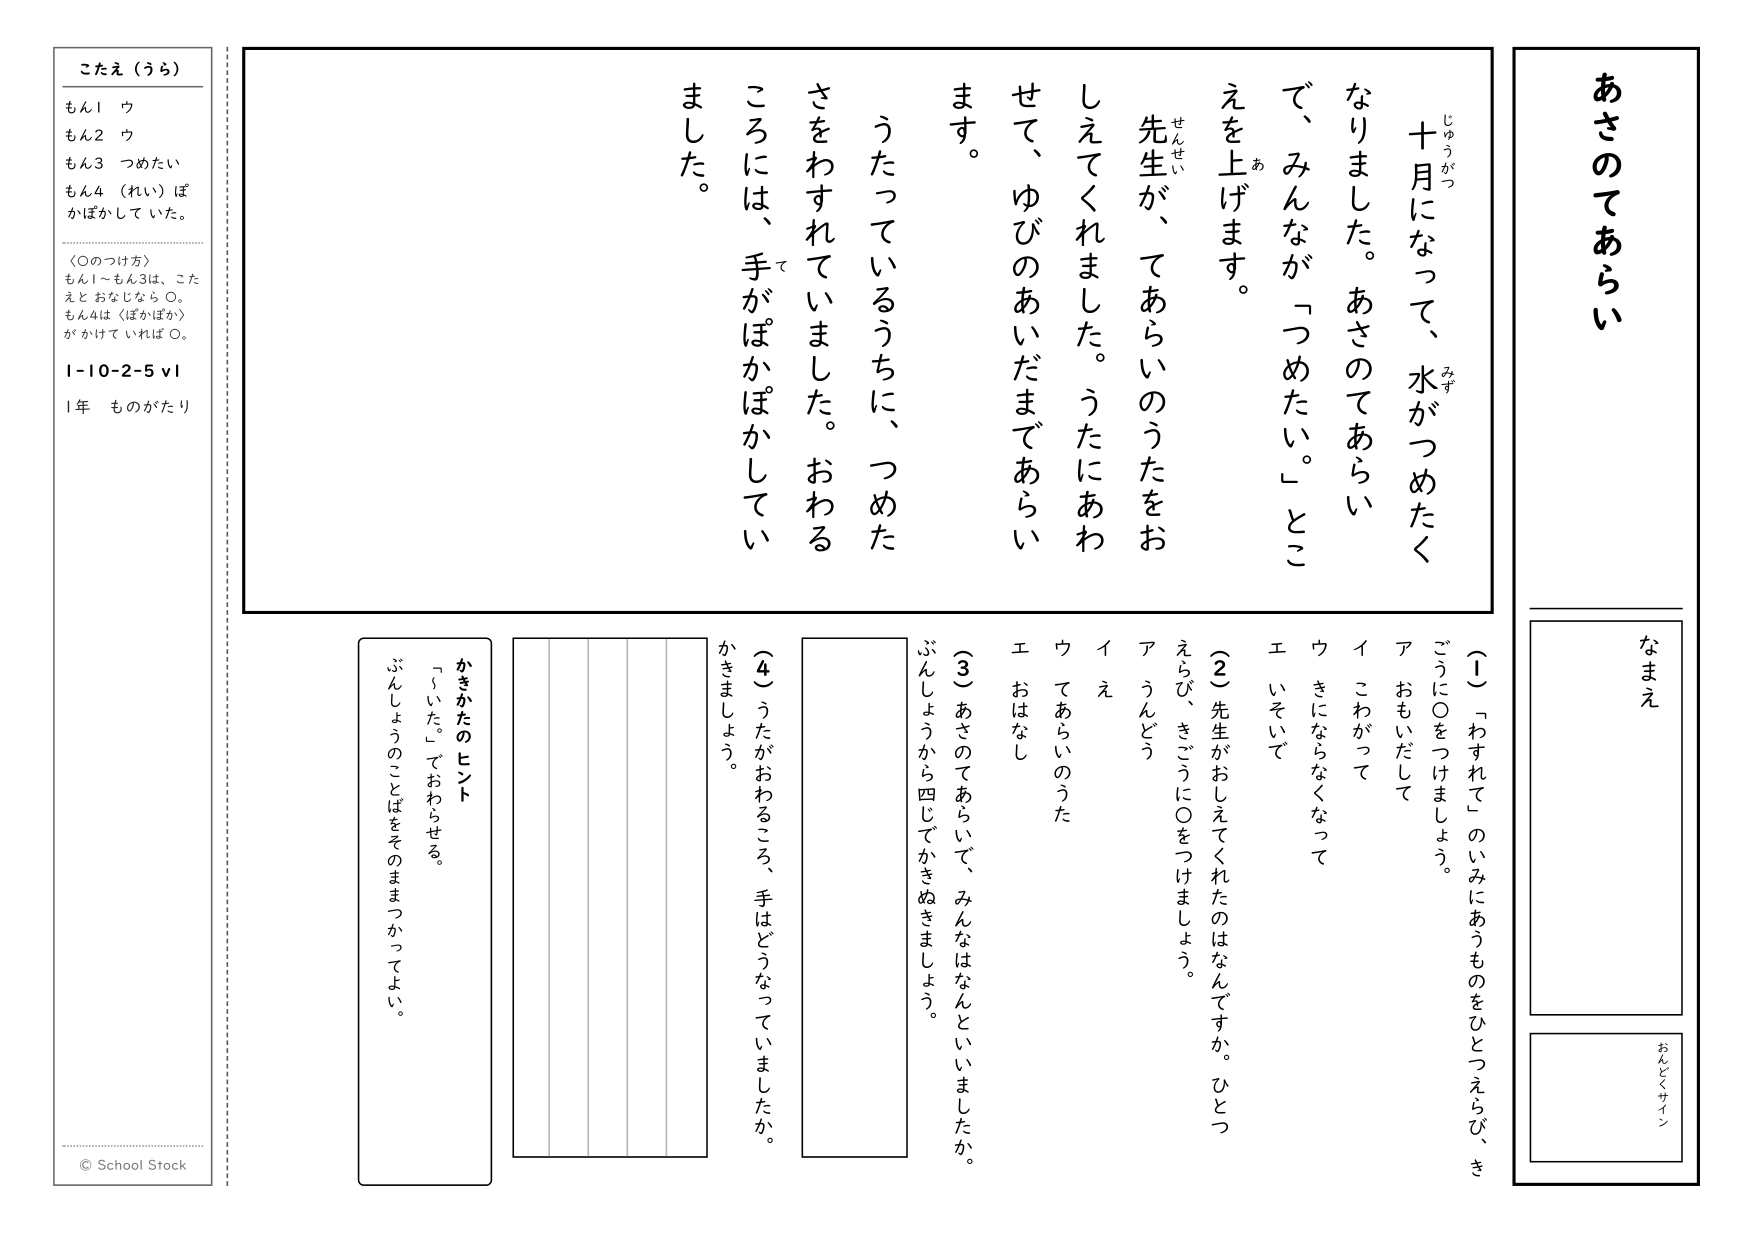 あさのてあらい
なまえ
おんどくサイン
十月になって、水がつめたく
じゅうがつ
みず
なりました。あさのてあらい
で、みんなが「つめたい。」とこ
えを上げます。
あ
先生が、てあらいのうたをお
せんせい
しえてくれました。うたにあわ
せて、ゆびのあいだまであらい
ます。
うたっているうちに、つめた
さをわすれていました。おわる
ころには、手がぽかぽかしてい
て
ました。
(1)「わすれて」のいみにあうものをひとつえらび、き
ごうに○をつけましょう。
ア おもいだして
イ こわがって
ウ きにならなくなって
エ いそいで
(2)先生がおしえてくれたのはなんですか。ひとつ
えらび、きごうに○をつけましょう。
ア うんどう
イ え
ウ てあらいのうた
エ おはなし
(3)あさのてあらいで、みんなはなんといいましたか。
ぶんしょうから四じでかきぬきましょう。
(4)うたがおわるころ、手はどうなっていましたか。
かきましょう。
かきかたの ヒント
「~いた。」でおわらせる。
ぶんしょうのことばをそのままつかってよい。
こたえ（うら）
もん1 ウ
もん2 ウ
もん3 つめたい
もん4 （れい）ぽ
かぽかして いた。
〈○のつけ方〉
もん1~もん3は、こた
えと おなじなら ○。
もん4は〈ぽかぽか〉
が かけて いれば ○。
1-10-2-5 v1
1年 ものがたり
© School Stock